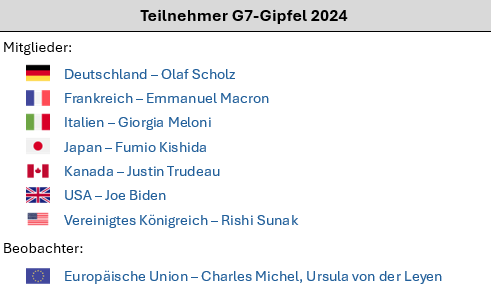 Teilnehmer G7-Gipfel 2024
Mitglieder:
Deutschland – Olaf Scholz
Frankreich – Emmanuel Macron
Italien – Giorgia Meloni
Japan – Fumio Kishida
Kanada – Justin Trudeau
USA – Joe Biden
Vereinigtes Königreich – Rishi Sunak
Beobachter:
Europäische Union – Charles Michel, Ursula von der Leyen